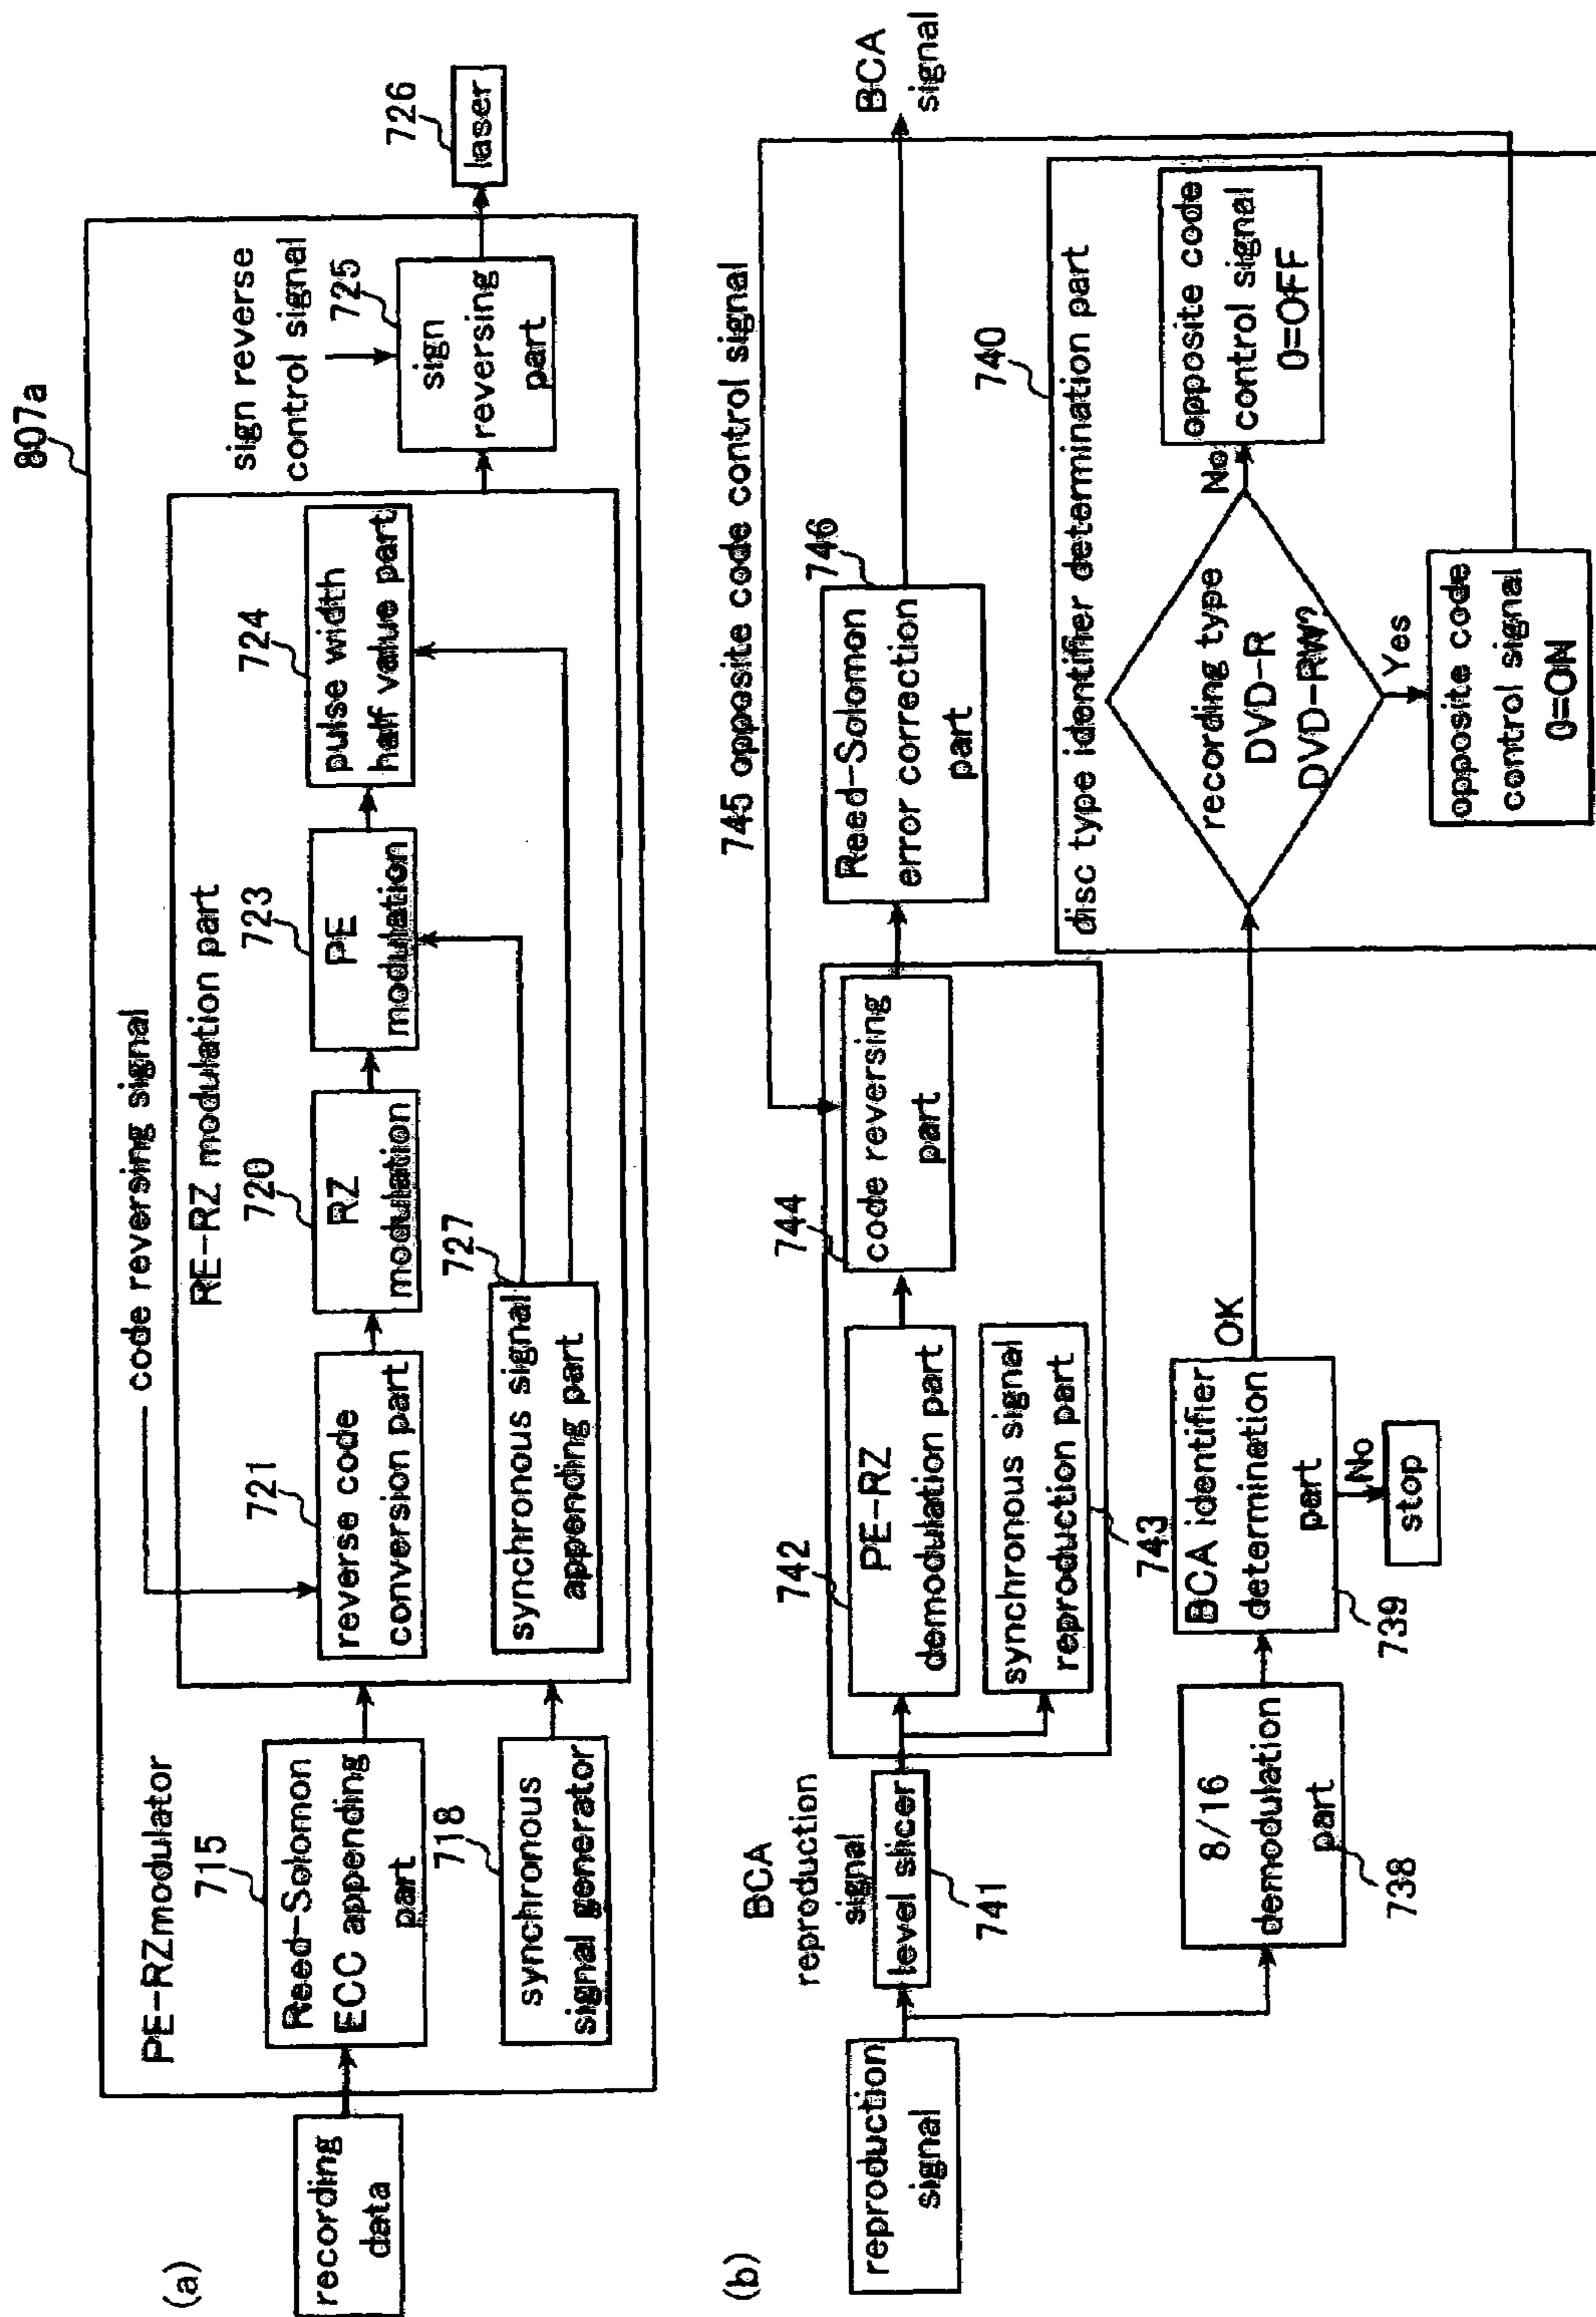 (a)
807a
PE-RZmodulator
code reversing signal
RE-RZ modulation part
recording
data
715
Reed-Solomon
ECC appending
part
718
synchronous
signal generator
721
reverse code
conversion part
720
RZ
modulation
723
PE
modulation
724
pulse width
half value part
727
synchronous signal
appending part
sign reverse
control signal
725
sign
reversing
part
726
laser
(b)
reproduction
signal
BCA
reproduction
signal
level slicer
741
742
PE-RZ
demodulation part
synchronous signal
reproduction part
743
744
code reversing
part
745 opposite code control signal
746
Reed-Solomon
error correction
part
BCA
signal
8/16
demodulation
part
738
BCA identifier
determination
part
739
OK
No
stop
disc type identifier determination part
740
recording type
DVD-R
DVD-RW?
No
opposite code
control signal
0=OFF
Yes
opposite code
control signal
0=ON